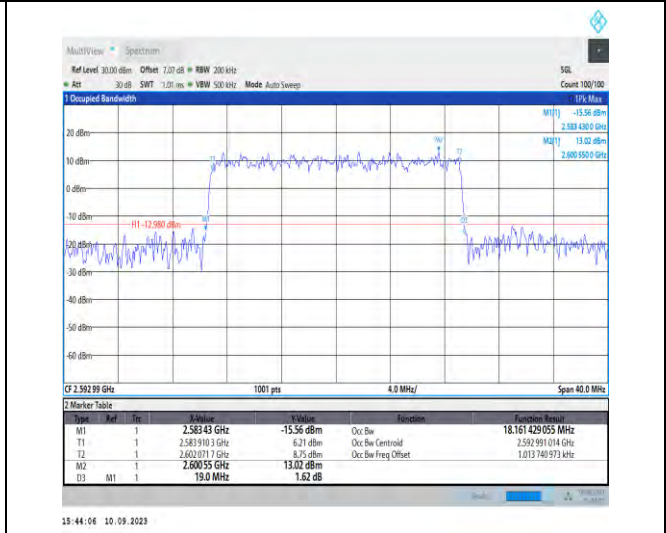 MultiView Spectrum
Ref Level 30.00 dBm Offset 7.07 dB RBW 200 kHz SGL
Att 30 dB SWT 1.01 ms VBW 500 kHz Mode Auto Sweep Count 100/100
1 Occupied Bandwidth 1Pk Max
M1[1] -15.56 dBm
2.583 430 0 GHz
M2[1] 13.02 dBm
2.600 550 0 GHz
20 dBm
10 dBm
0 dBm
-10 dBm
H1 -12.980 dBm
-20 dBm
-30 dBm
-40 dBm
-50 dBm
-60 dBm
T1
M2
T2
M1
D3
CF 2.592 99 GHz 1001 pts 4.0 MHz/ Span 40.0 MHz
2 Marker Table
Type Ref Trc X-Value Y-Value Function Function Result
M1 1 2.583 43 GHz -15.56 dBm Occ Bw 18.161 429 055 MHz
T1 1 2.583 910 3 GHz 6.21 dBm Occ Bw Centroid 2.592 991 014 GHz
T2 1 2.602 071 7 GHz 8.75 dBm Occ Bw Freq Offset 1.013 740 973 kHz
M2 1 2.600 55 GHz 13.02 dBm
D3 M1 1 19.0 MHz 1.62 dB
15:44:06 10.09.2023